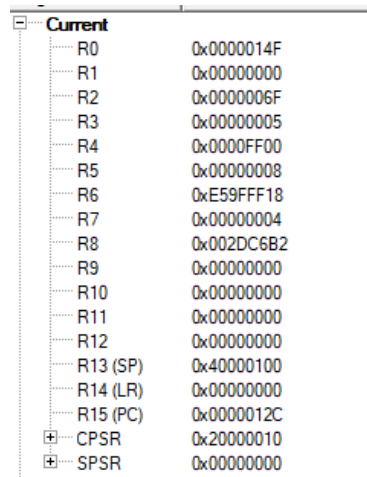 Current
R0 0x0000014F
R1 0x00000000
R2 0x0000006F
R3 0x00000005
R4 0x0000FF00
R5 0x00000008
R6 0xE59FFF18
R7 0x00000004
R8 0x002DC6B2
R9 0x00000000
R10 0x00000000
R11 0x00000000
R12 0x00000000
R13 (SP) 0x40000100
R14 (LR) 0x00000000
R15 (PC) 0x0000012C
CPSR 0x20000010
SPSR 0x00000000